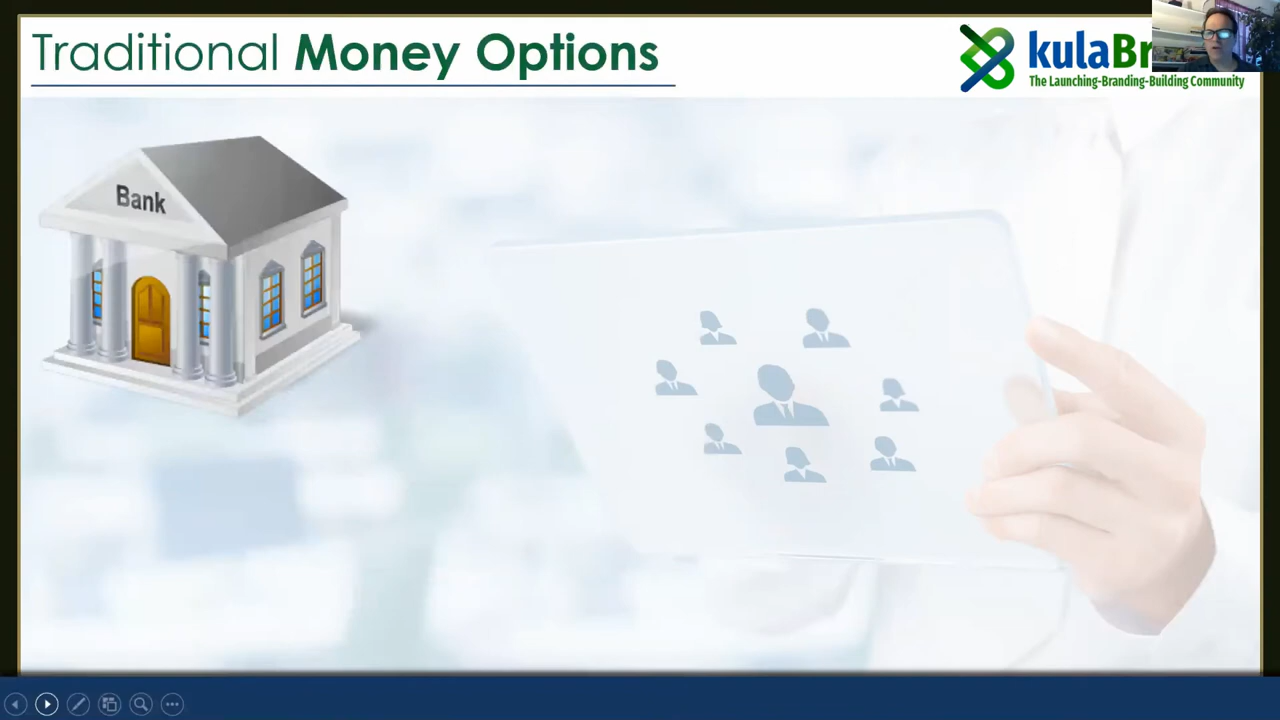 Traditional Money Options
kulaBr
The Launching-Branding-Building Community
Bank